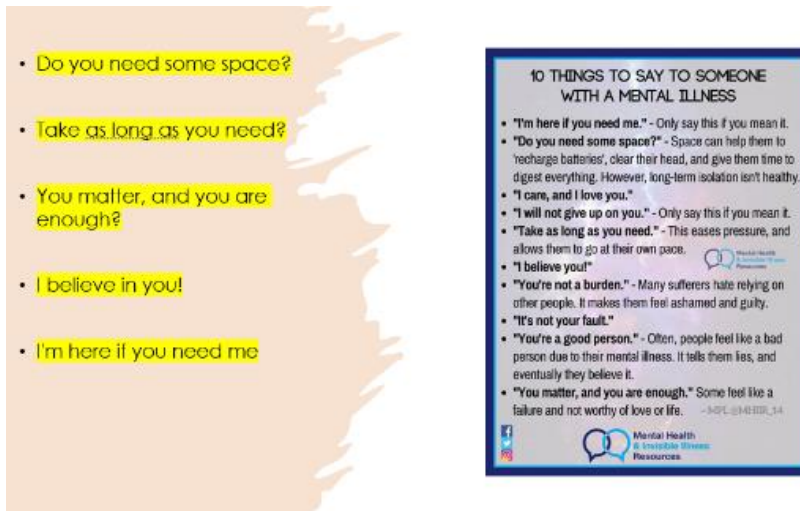 • Do you need some space?
• Take as long as you need?
• You matter, and you are
enough?
• I believe in you!
• I'm here if you need me
10 THINGS TO SAY TO SOMEONE
WITH A MENTAL ILLNESS
• "I'm here if you need me." - Only say this if you mean it.
• "Do you need some space?" - Space can help them to
'recharge batteries', clear their head, and give them time to
digest everything. However, long-term isolation isn't healthy.
• "I care, and I love you."
• "I will not give up on you." - Only say this if you mean it.
• "Take as long as you need." - This eases pressure, and
allows them to go at their own pace.
Mental Health
& Invisible Illness
Resources
• "I believe you!"
• "You're not a burden." - Many sufferers hate relying on
other people. It makes them feel ashamed and guilty.
• "It's not your fault."
• "You're a good person." - Often, people feel like a bad
person due to their mental illness. It tells them lies, and
eventually they believe it.
• "You matter, and you are enough." Some feel like a
failure and not worthy of love or life.
Mental Health
& Invisible Illness
Resources